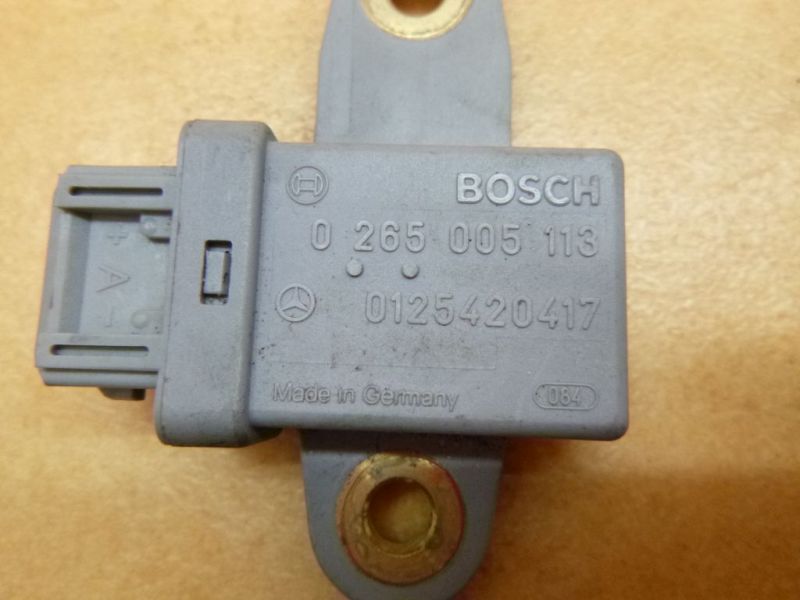 BOSCH
0 265 005 113
0125420417
Made in Germany
084
+ A -